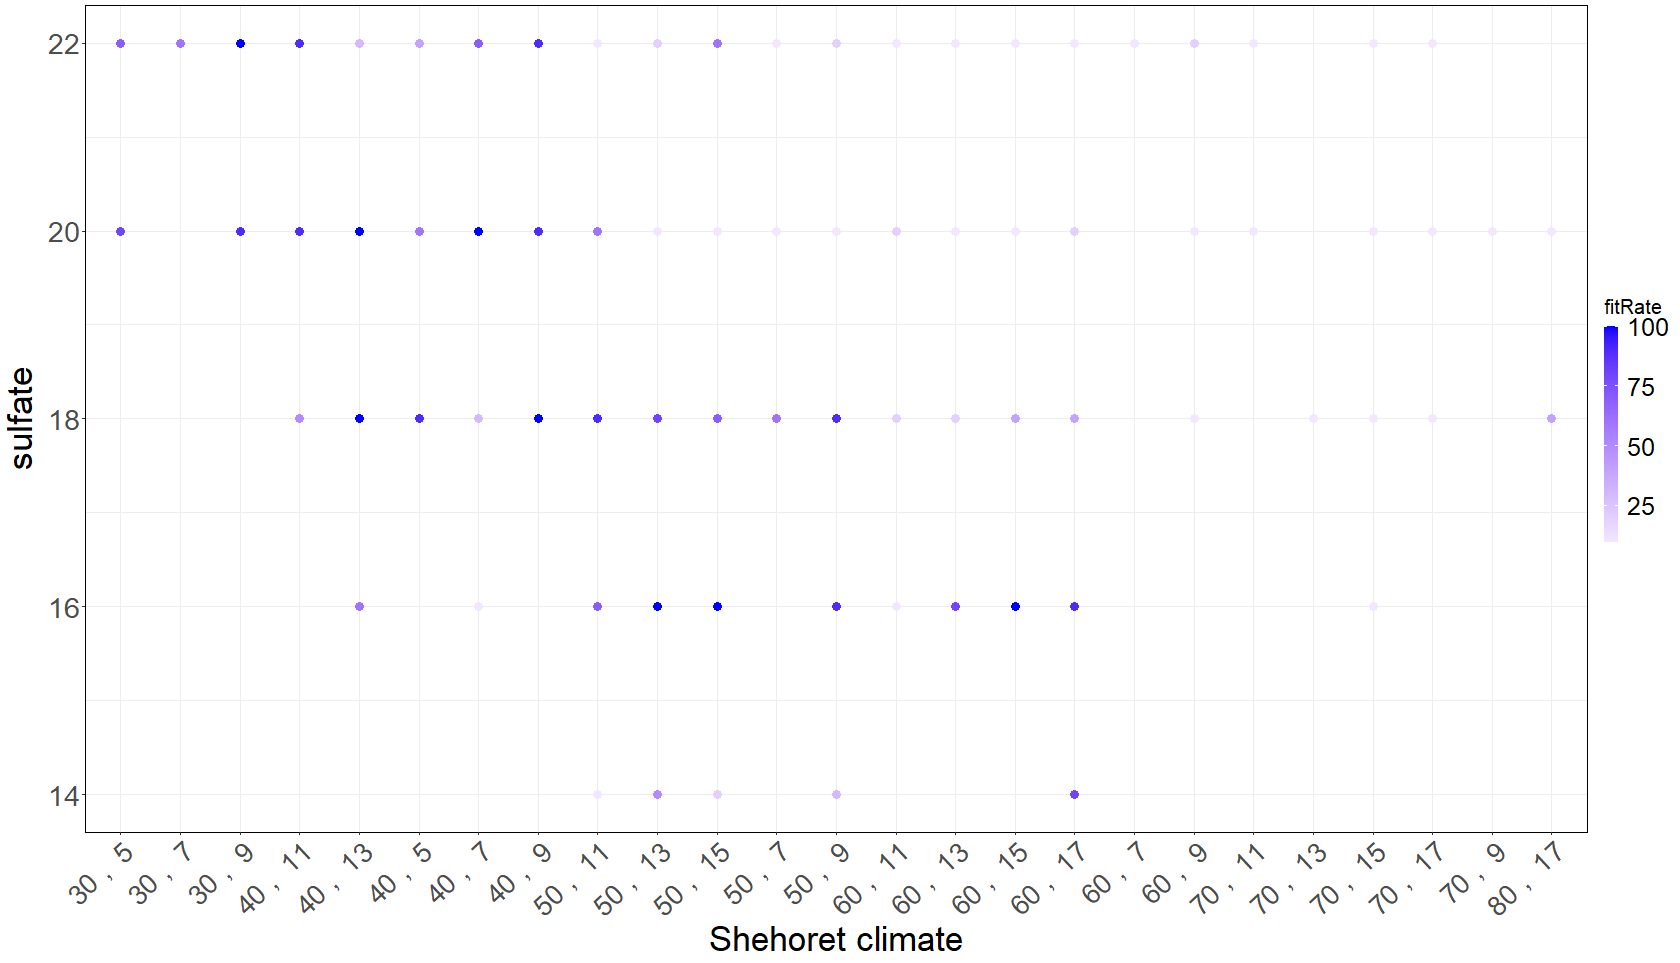 22
20
18
16
14
sulfate
30 , 5
30 , 7
30 , 9
40 , 11
40 , 13
40 , 5
40 , 7
40 , 9
50 , 11
50 , 13
50 , 15
50 , 7
50 , 9
60 , 11
60 , 13
60 , 15
60 , 17
60 , 7
60 , 9
70 , 11
70 , 13
70 , 15
70 , 17
70 , 9
80 , 17
Shehoret climate
fitRate
100
75
50
25